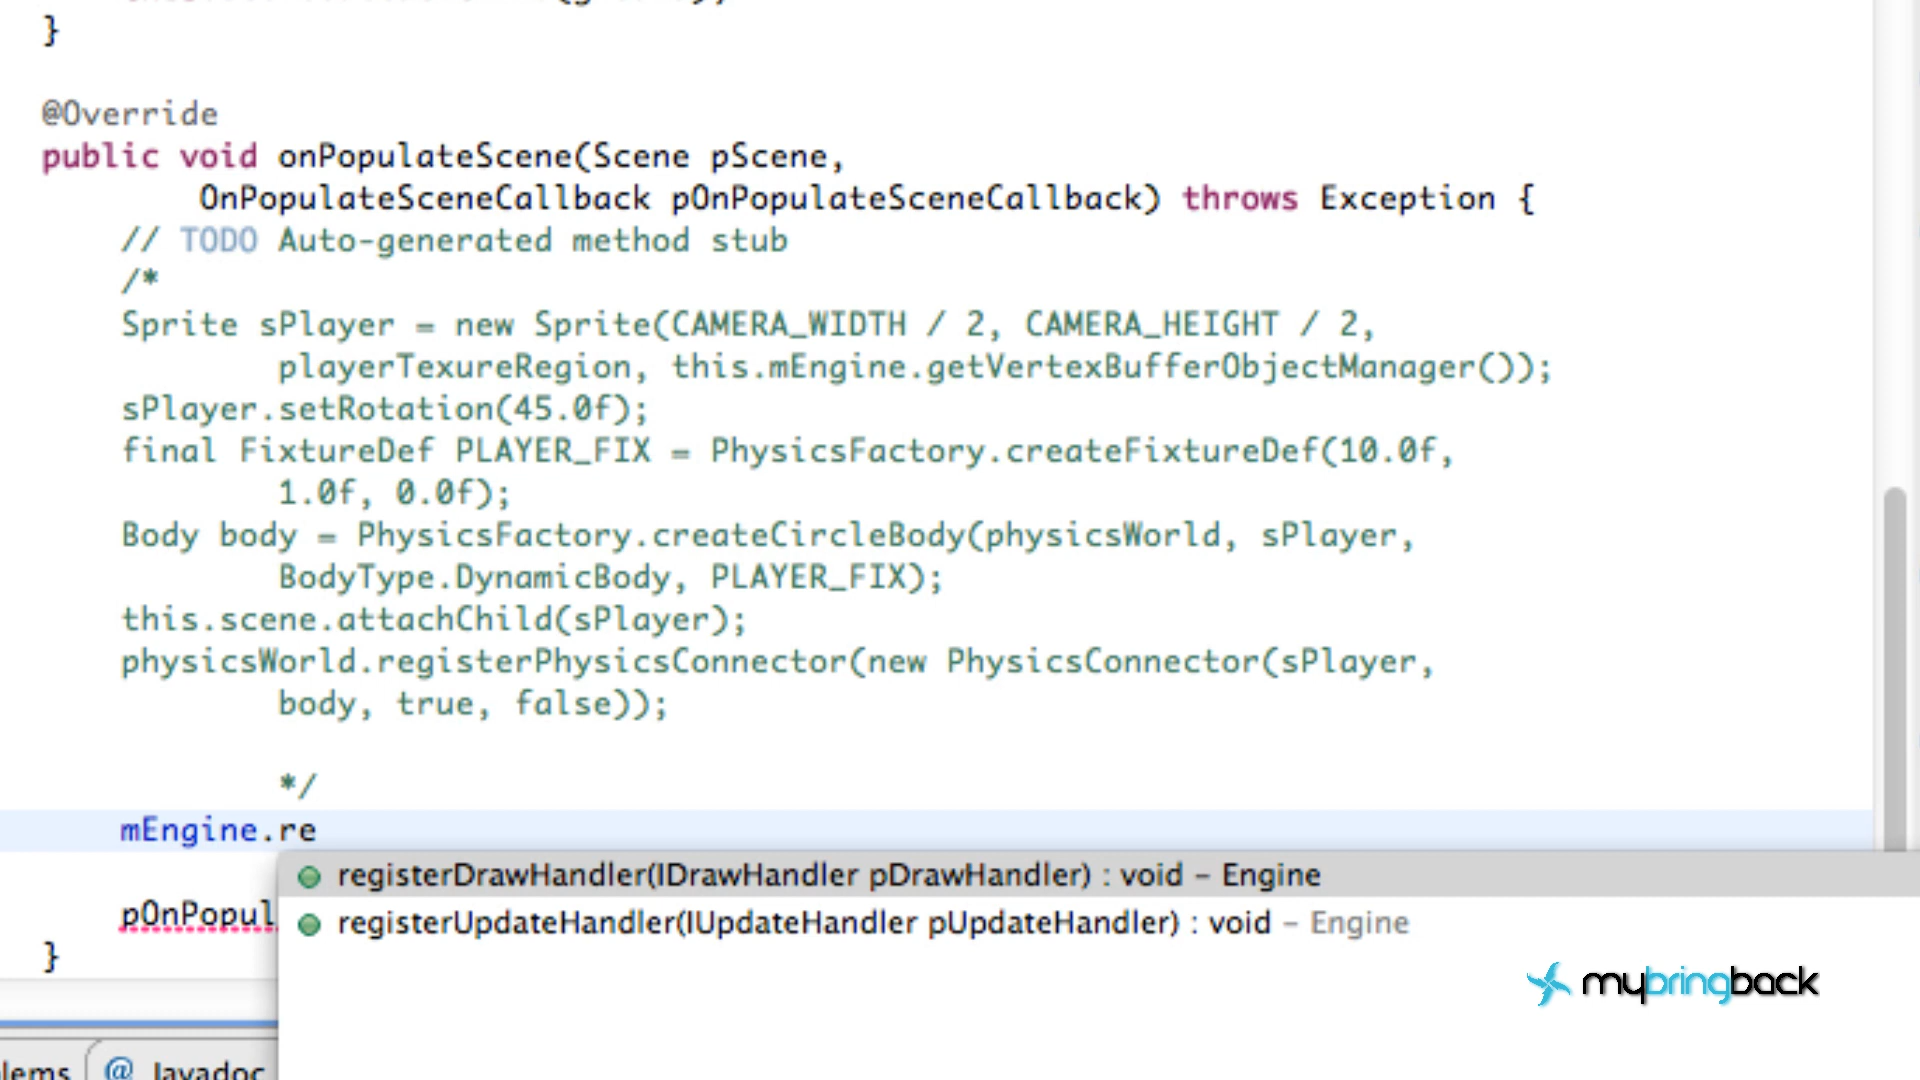 }
@Override
public void onPopulateScene(Scene pScene,
OnPopulateSceneCallback pOnPopulateSceneCallback) throws Exception {
// TODO Auto-generated method stub
/*
Sprite sPlayer = new Sprite(CAMERA_WIDTH / 2, CAMERA_HEIGHT / 2,
playerTexureRegion, this.mEngine.getVertexBufferObjectManager());
sPlayer.setRotation(45.0f);
final FixtureDef PLAYER_FIX = PhysicsFactory.createFixtureDef(10.0f,
1.0f, 0.0f);
Body body = PhysicsFactory.createCircleBody(physicsWorld, sPlayer,
BodyType.DynamicBody, PLAYER_FIX);
this.scene.attachChild(sPlayer);
physicsWorld.registerPhysicsConnector(new PhysicsConnector(sPlayer,
body, true, false));
*/
mEngine.re
registerDrawHandler(IDrawHandler pDrawHandler) : void – Engine
pOnPopul
registerUpdateHandler(IUpdateHandler pUpdateHandler) : void – Engine
}
mybringback
lems @ Javadoc